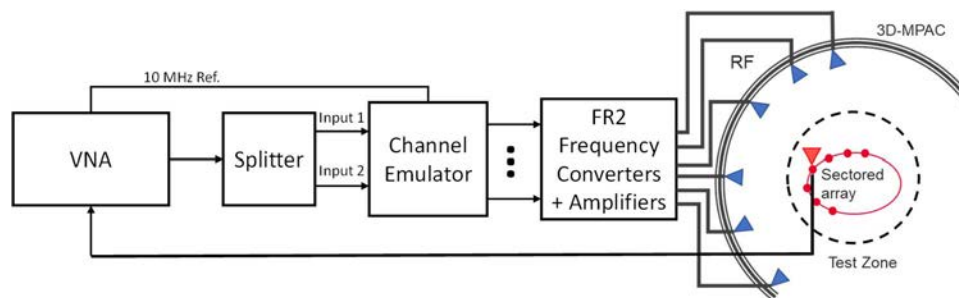 10 MHz Ref.
VNA
Splitter
Input 1
Input 2
Channel
Emulator
FR2
Frequency
Converters
+ Amplifiers
RF
3D-MPAC
Sectored
array
Test Zone